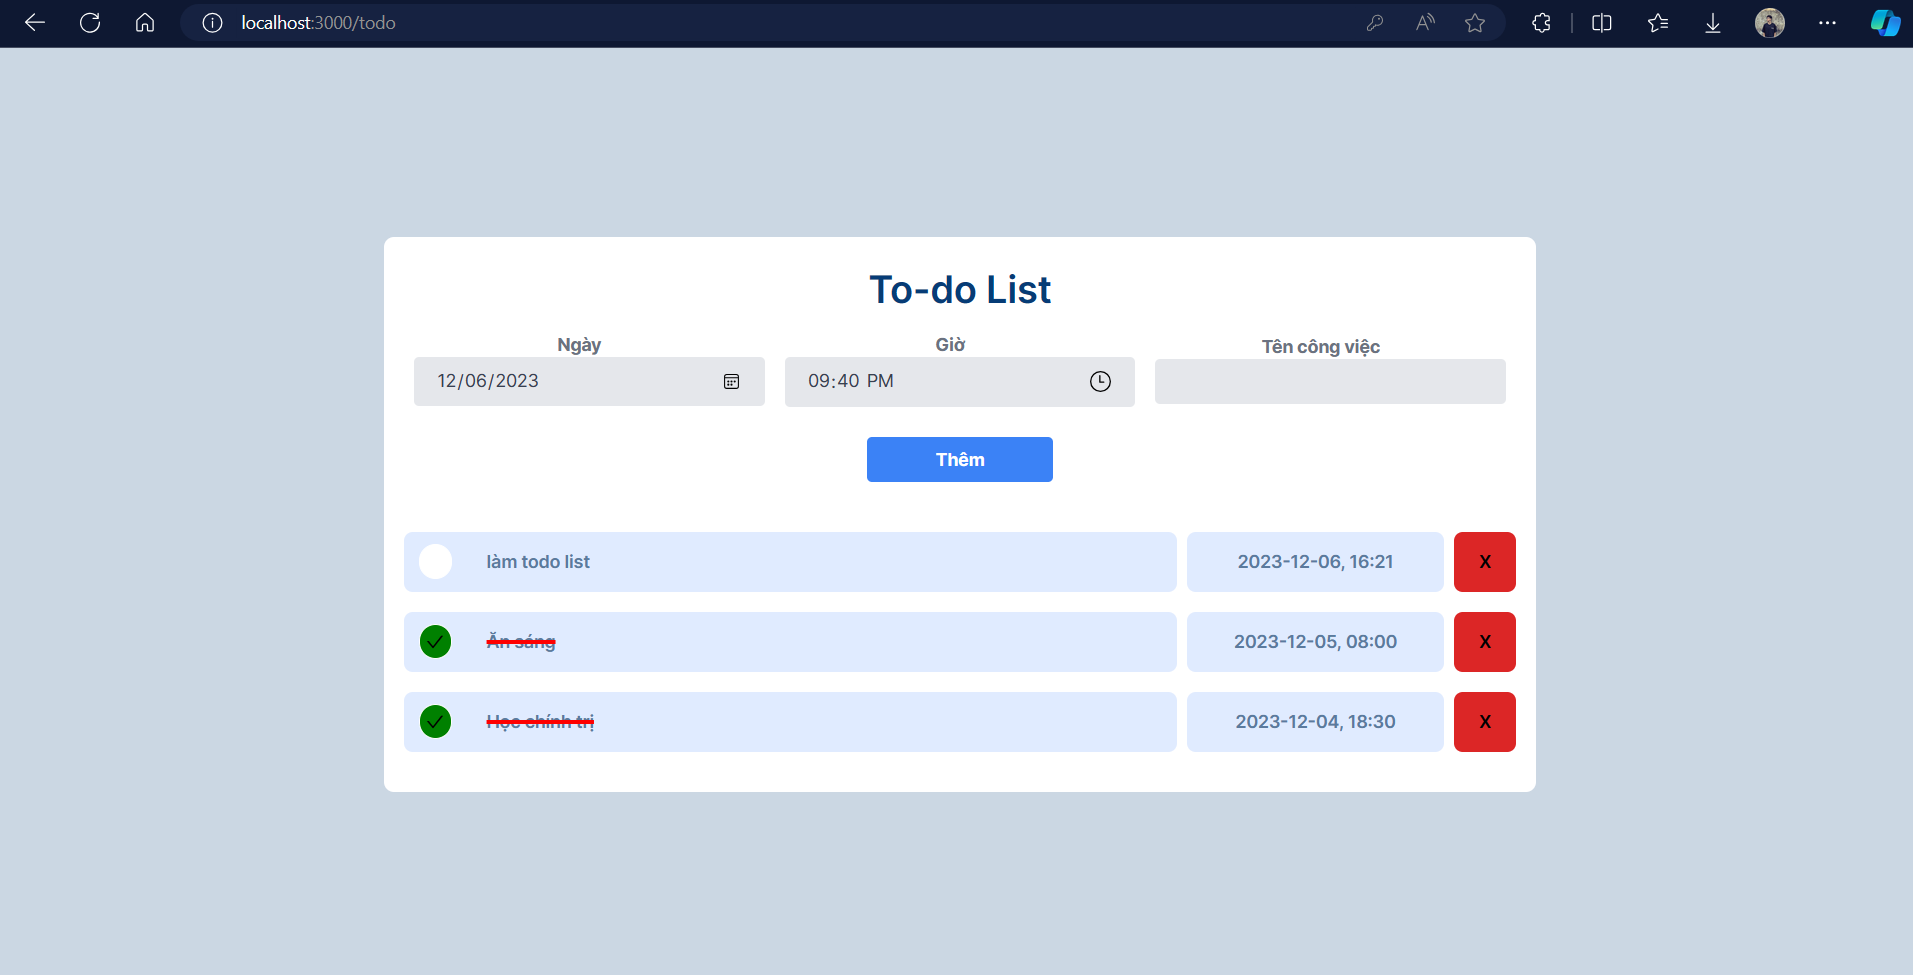 localhost:3000/todo
To-do List
Ngày
Giờ
Tên công việc
12/06/2023
09:40 PM
Thêm
làm todo list
2023-12-06, 16:21
X
Ăn sáng
2023-12-05, 08:00
X
Học chính trị
2023-12-04, 18:30
X